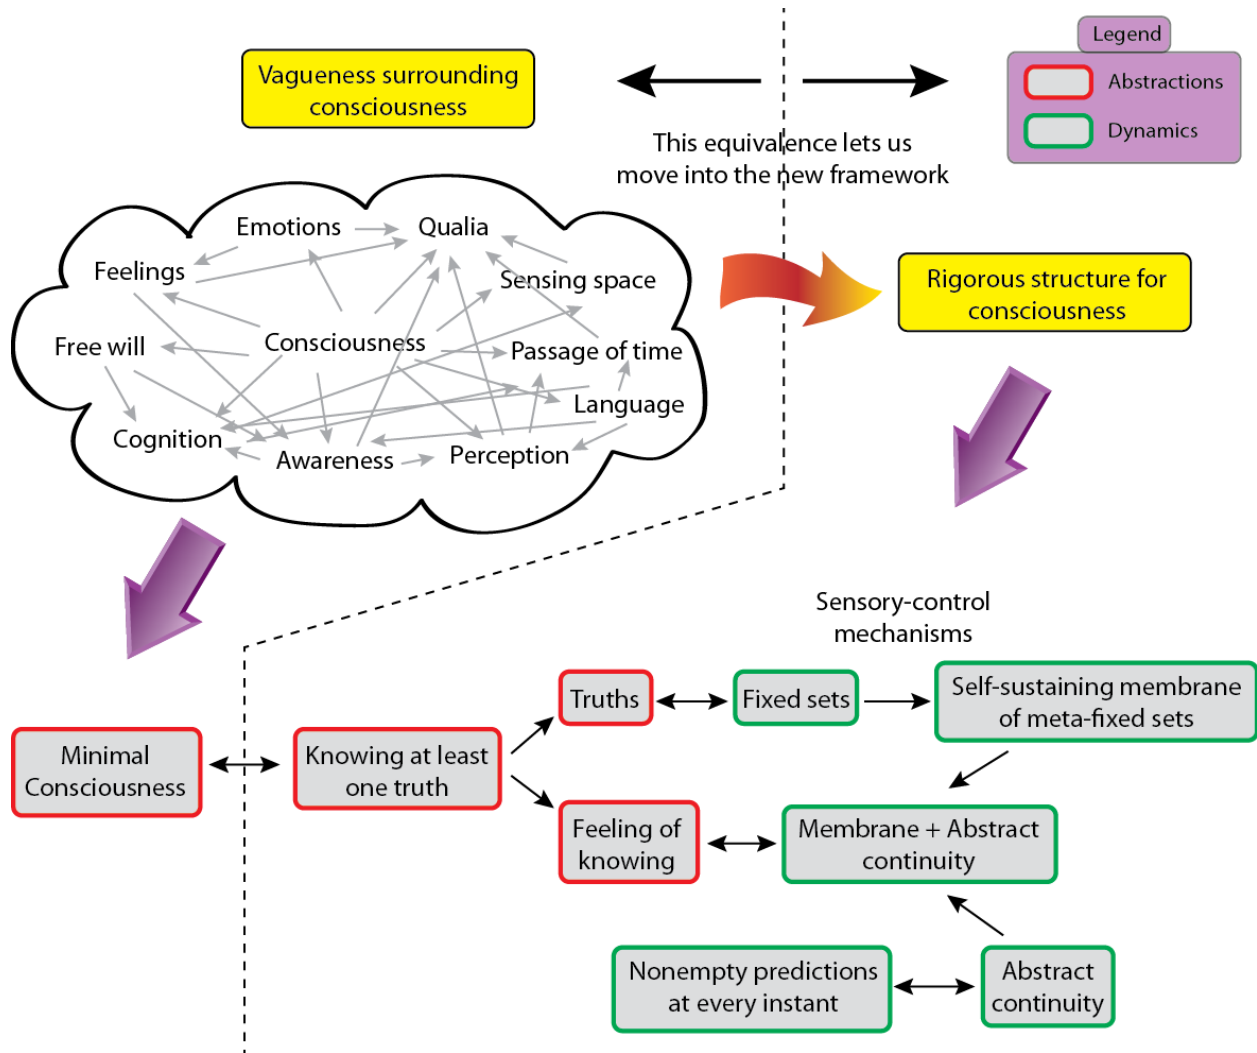 Vagueness surrounding
consciousness
This equivalence lets us
move into the new framework
Legend
Abstractions
Dynamics
Emotions
Qualia
Feelings
Sensing space
Free will
Consciousness
Passage of time
Language
Cognition
Awareness
Perception
Rigorous structure for
consciousness
Sensory-control
mechanisms
Minimal
Consciousness
Knowing at least
one truth
Truths
Fixed sets
Self-sustaining membrane
of meta-fixed sets
Feeling of
knowing
Membrane + Abstract
continuity
Nonempty predictions
at every instant
Abstract
continuity